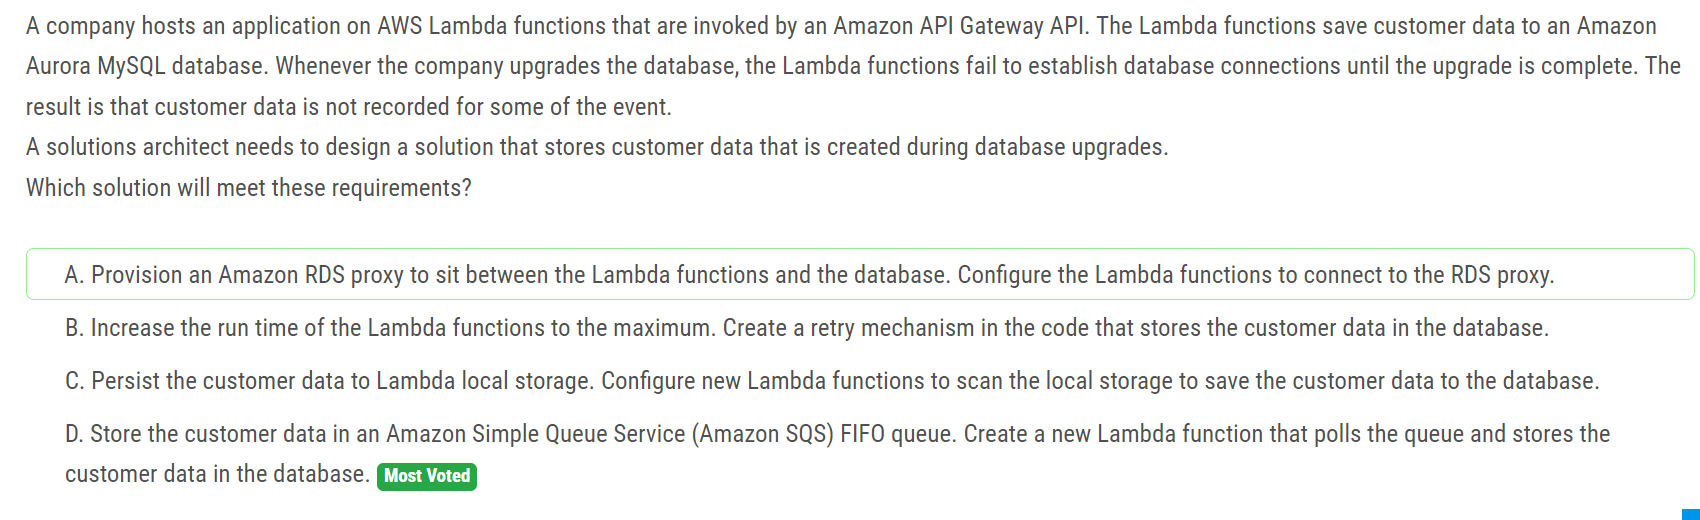 A company hosts an application on AWS Lambda functions that are invoked by an Amazon API Gateway API. The Lambda functions save customer data to an Amazon
Aurora MySQL database. Whenever the company upgrades the database, the Lambda functions fail to establish database connections until the upgrade is complete. The
result is that customer data is not recorded for some of the event.
A solutions architect needs to design a solution that stores customer data that is created during database upgrades.
Which solution will meet these requirements?
A. Provision an Amazon RDS proxy to sit between the Lambda functions and the database. Configure the Lambda functions to connect to the RDS proxy.
B. Increase the run time of the Lambda functions to the maximum. Create a retry mechanism in the code that stores the customer data in the database.
C. Persist the customer data to Lambda local storage. Configure new Lambda functions to scan the local storage to save the customer data to the database.
D. Store the customer data in an Amazon Simple Queue Service (Amazon SQS) FIFO queue. Create a new Lambda function that polls the queue and stores the
customer data in the database. Most Voted